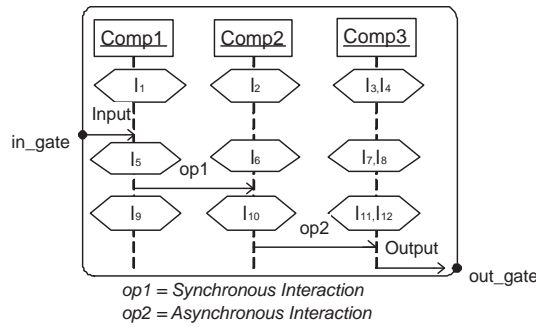 Comp1 Comp2 Comp3
I1 I2 I3,I4
Input
in_gate
I5 I6 I7,I8
op1
I9 I10 I11,I12
op2 Output
out_gate
op1 = Synchronous Interaction
op2 = Asynchronous Interaction